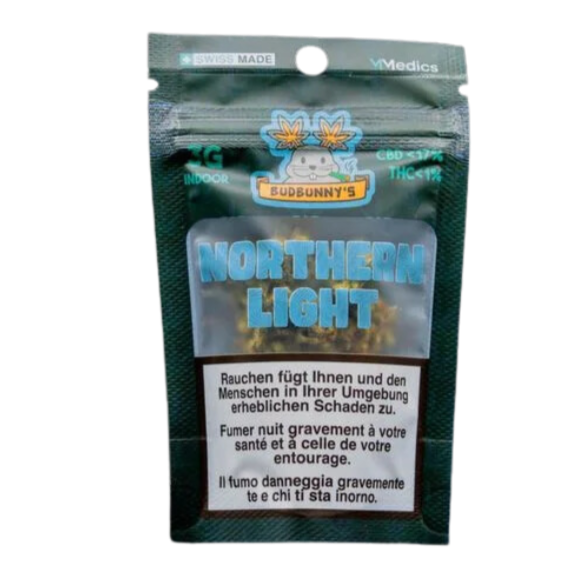 SWISS MADE
Medics
3G
INDOOR
CBD <17%
THC<1%
BUDBUNNY'S
NORTHERN
LIGHT
Rauchen fügt Ihnen und den
Menschen in Ihrer Umgebung
erheblichen Schaden zu.
Fumer nuit gravement à votre
santé et à celle de votre
entourage.
Il fumo danneggia gravemente
te e chi ti sta inorno.